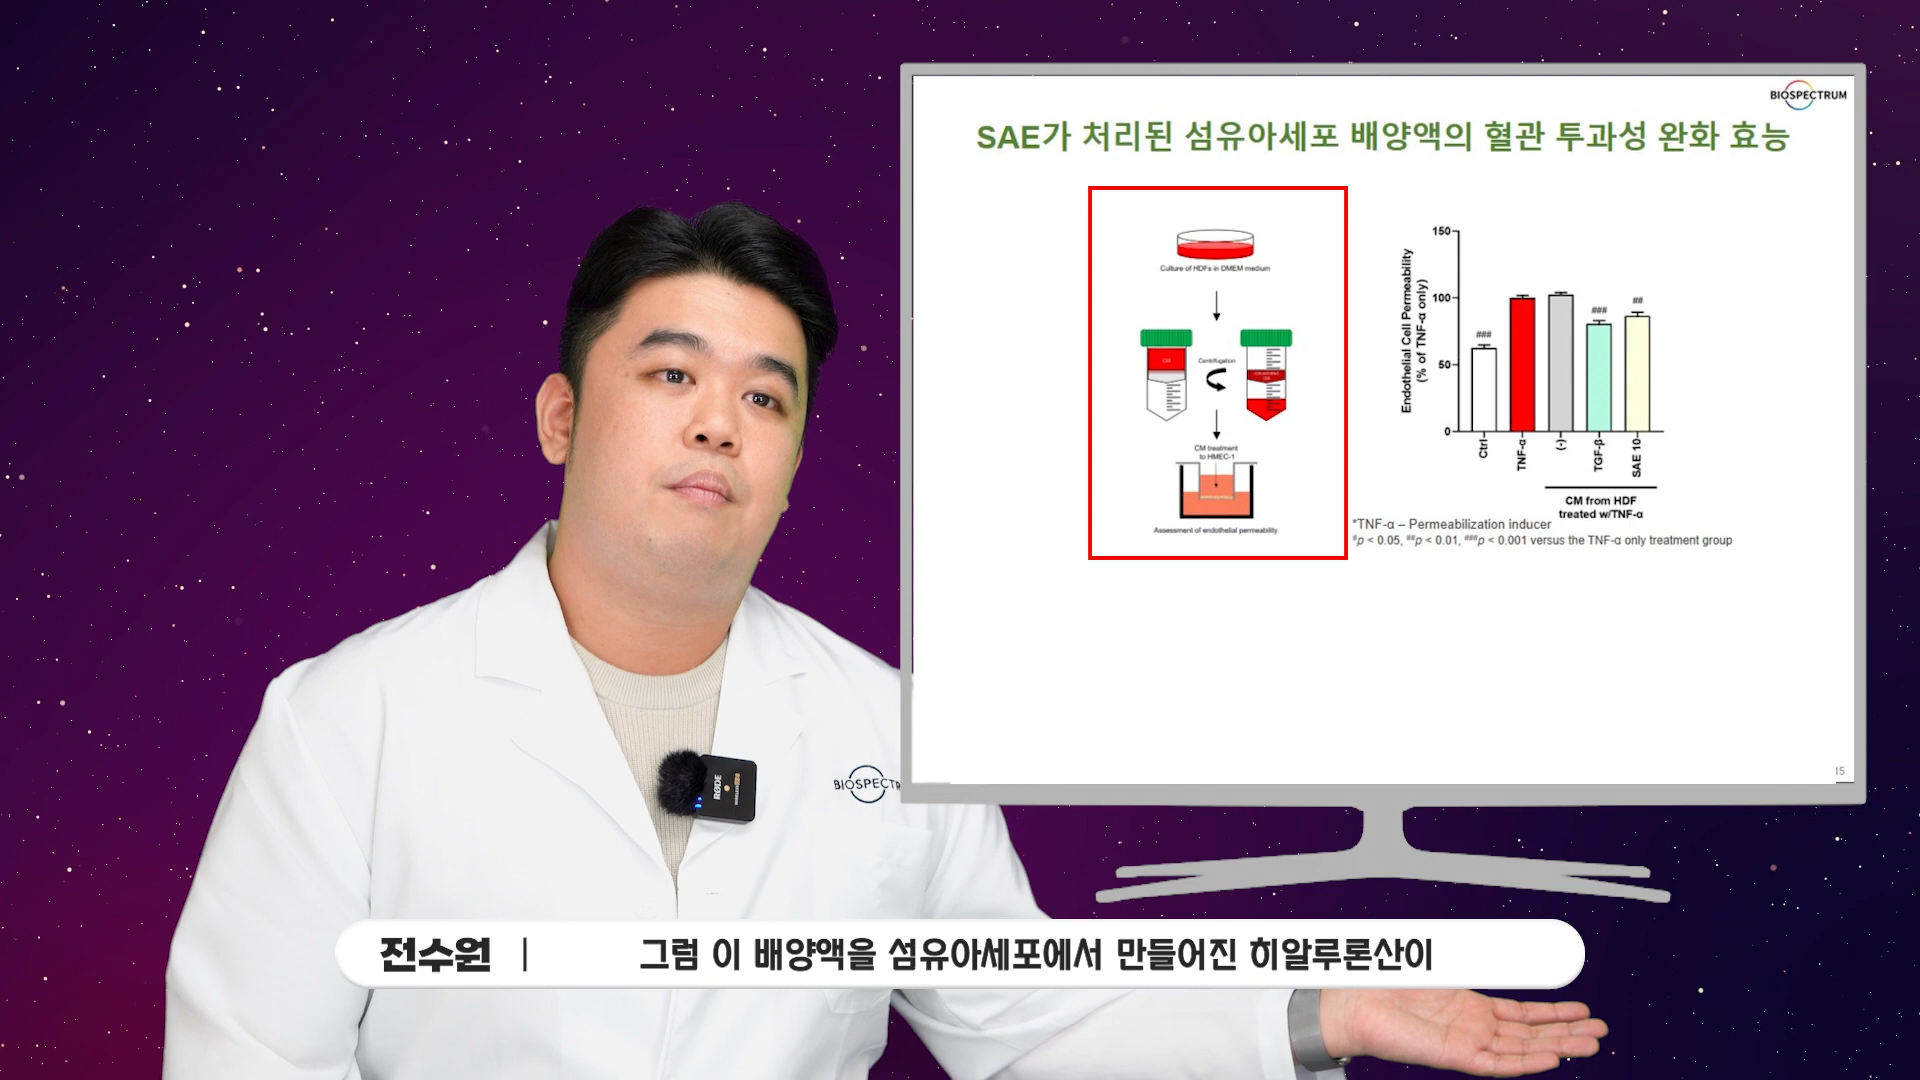 BIOSPECTRUM
SAE가 처리된 섬유아세포 배양액의 혈관 투과성 완화 효능
Culture of HDFs in DMEM medium
CM
Centrifugation
CM
CM treatment
to HMEC-1
Assessment of endothelial permeability
Endothelial Cell Permeability
(% of TNF-α only)
150
100
50
0
###
###
##
Ctrl
TNF-α
(-)
TGF-β
SAE 10
CM from HDF
treated w/TNF-α
*TNF-α – Permeabilization inducer
#p < 0.05, ##p < 0.01, ###p < 0.001 versus the TNF-α only treatment group
15
RØDE
BIOSPECTR
전수원 | 그럼 이 배양액을 섬유아세포에서 만들어진 히알루론산이